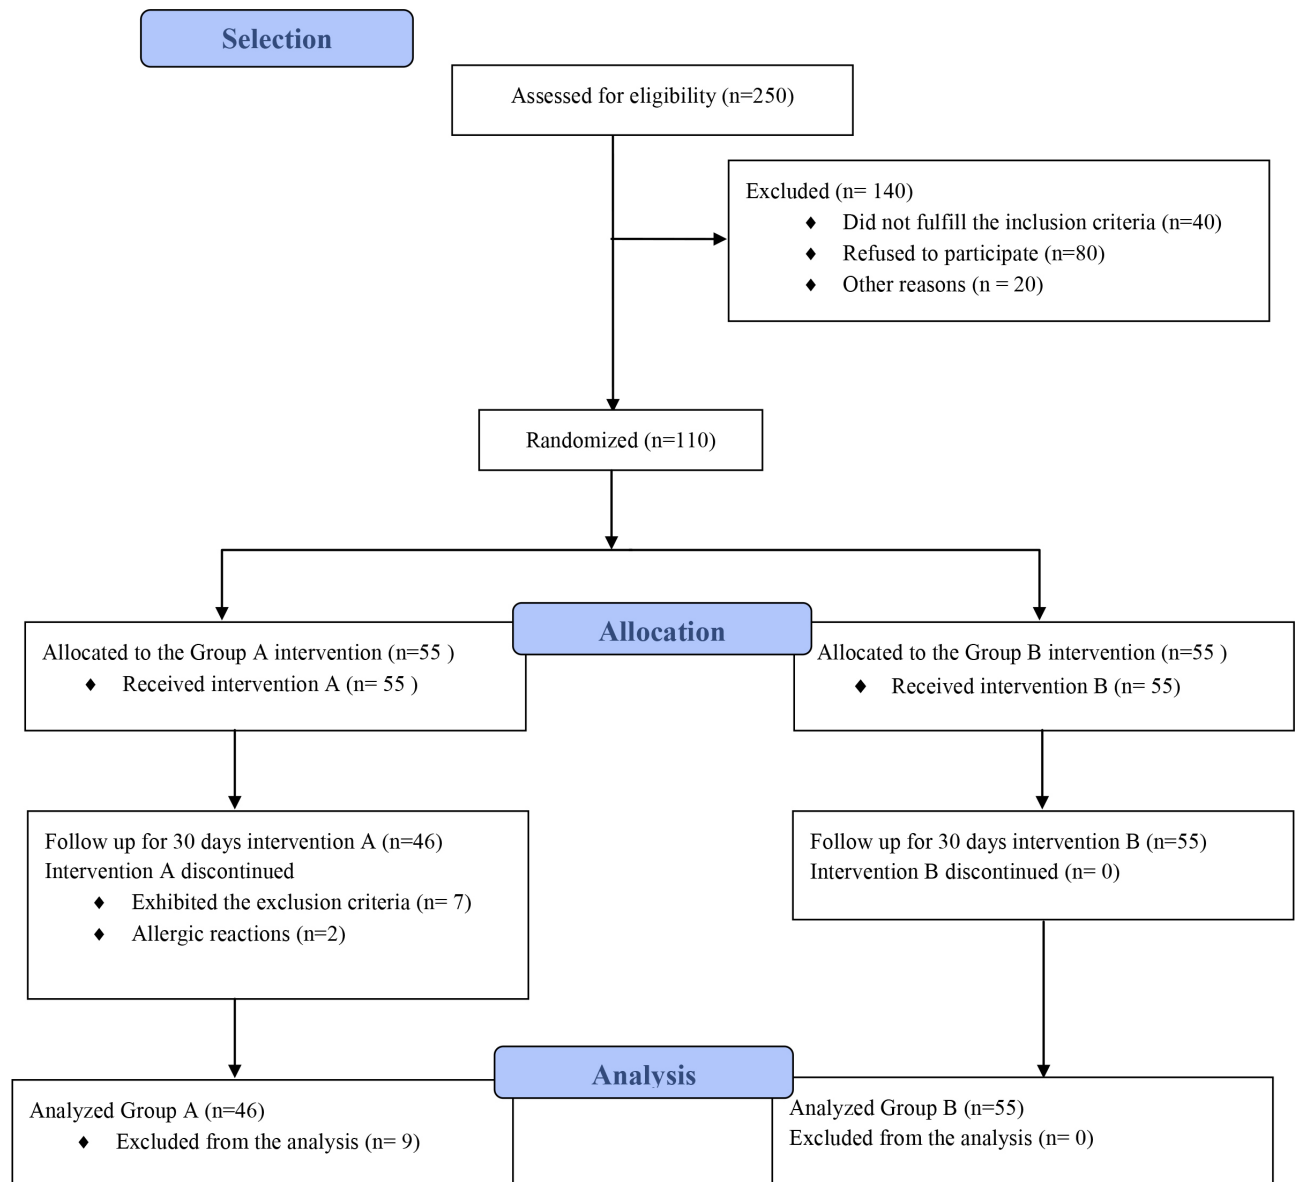 Selection
Assessed for eligibility (n=250)
Excluded (n= 140)
♦ Did not fulfill the inclusion criteria (n=40)
♦ Refused to participate (n=80)
♦ Other reasons (n = 20)
Randomized (n=110)
Allocation
Allocated to the Group A intervention (n=55 )
♦ Received intervention A (n= 55 )
Allocated to the Group B intervention (n=55 )
♦ Received intervention B (n= 55)
Follow up for 30 days intervention A (n=46)
Intervention A discontinued
♦ Exhibited the exclusion criteria (n= 7)
♦ Allergic reactions (n=2)
Follow up for 30 days intervention B (n=55)
Intervention B discontinued (n= 0)
Analysis
Analyzed Group A (n=46)
♦ Excluded from the analysis (n= 9)
Analyzed Group B (n=55)
Excluded from the analysis (n= 0)